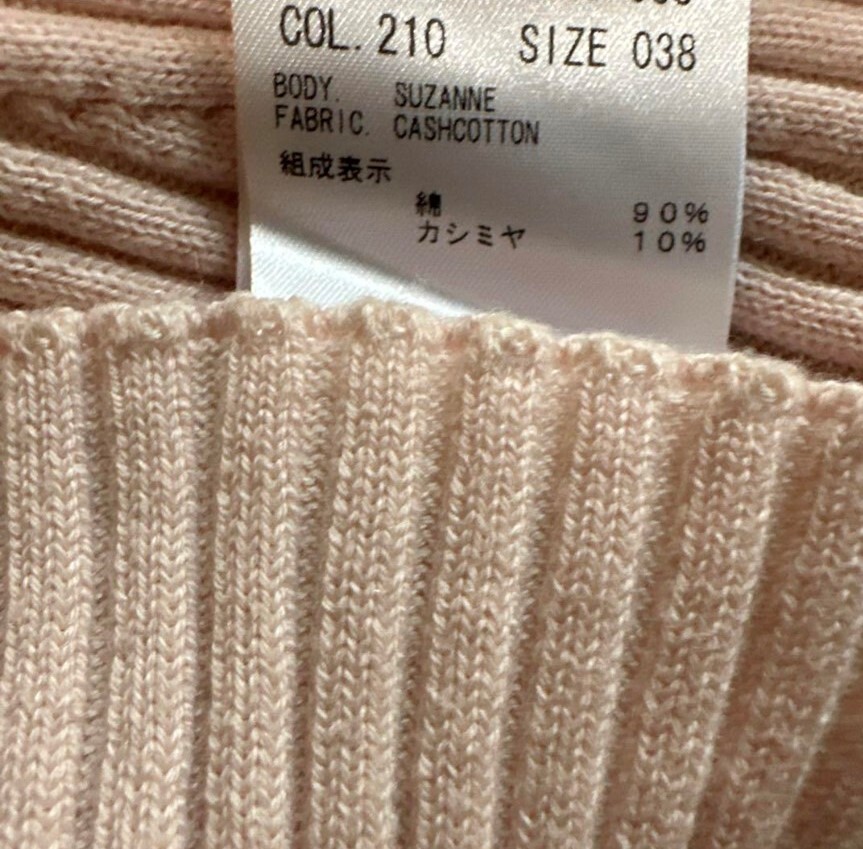 COL. 210 SIZE 038
BODY. SUZANNE
FABRIC. CASHCOTTON
組成表示
綿 90%
カシミヤ 10%